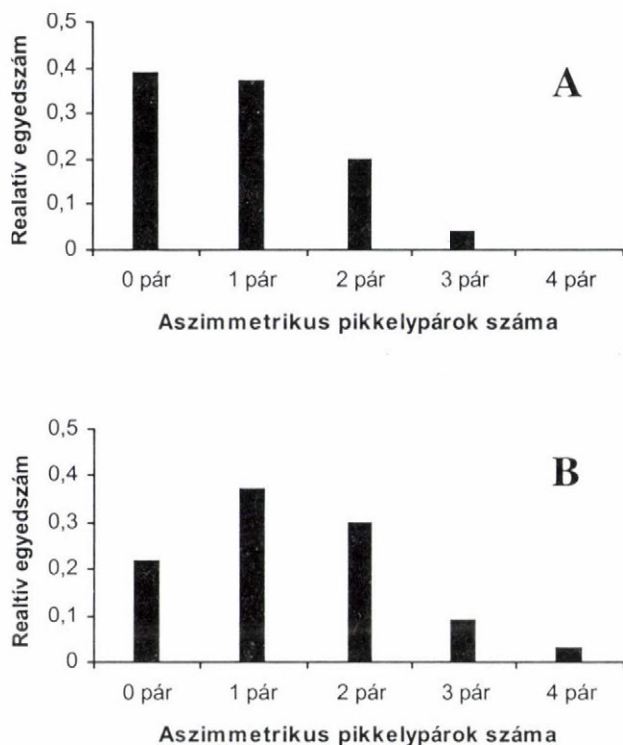 0,5
A
0,4
0,3
0,2
0,1
0
Realatív egyedszám
0 pár 1 pár 2 pár 3 pár 4 pár
Aszimmetrikus pikkelypárok száma
0,5
B
0,4
0,3
0,2
0,1
0
Realtív egyedszám
0 pár 1 pár 2 pár 3 pár 4 pár
Aszimmetrikus pikkelypárok száma